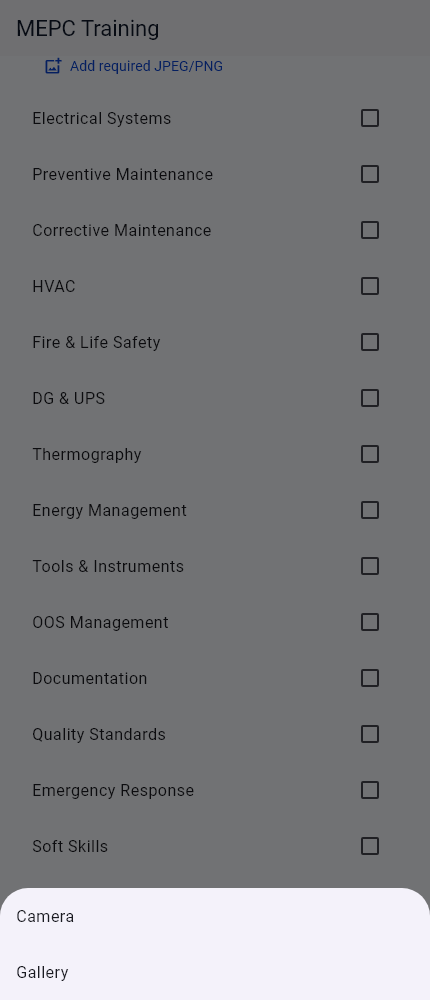 MEPC Training
Add required JPEG/PNG
Electrical Systems
Preventive Maintenance
Corrective Maintenance
HVAC
Fire & Life Safety
DG & UPS
Thermography
Energy Management
Tools & Instruments
OOS Management
Documentation
Quality Standards
Emergency Response
Soft Skills
Camera
Gallery